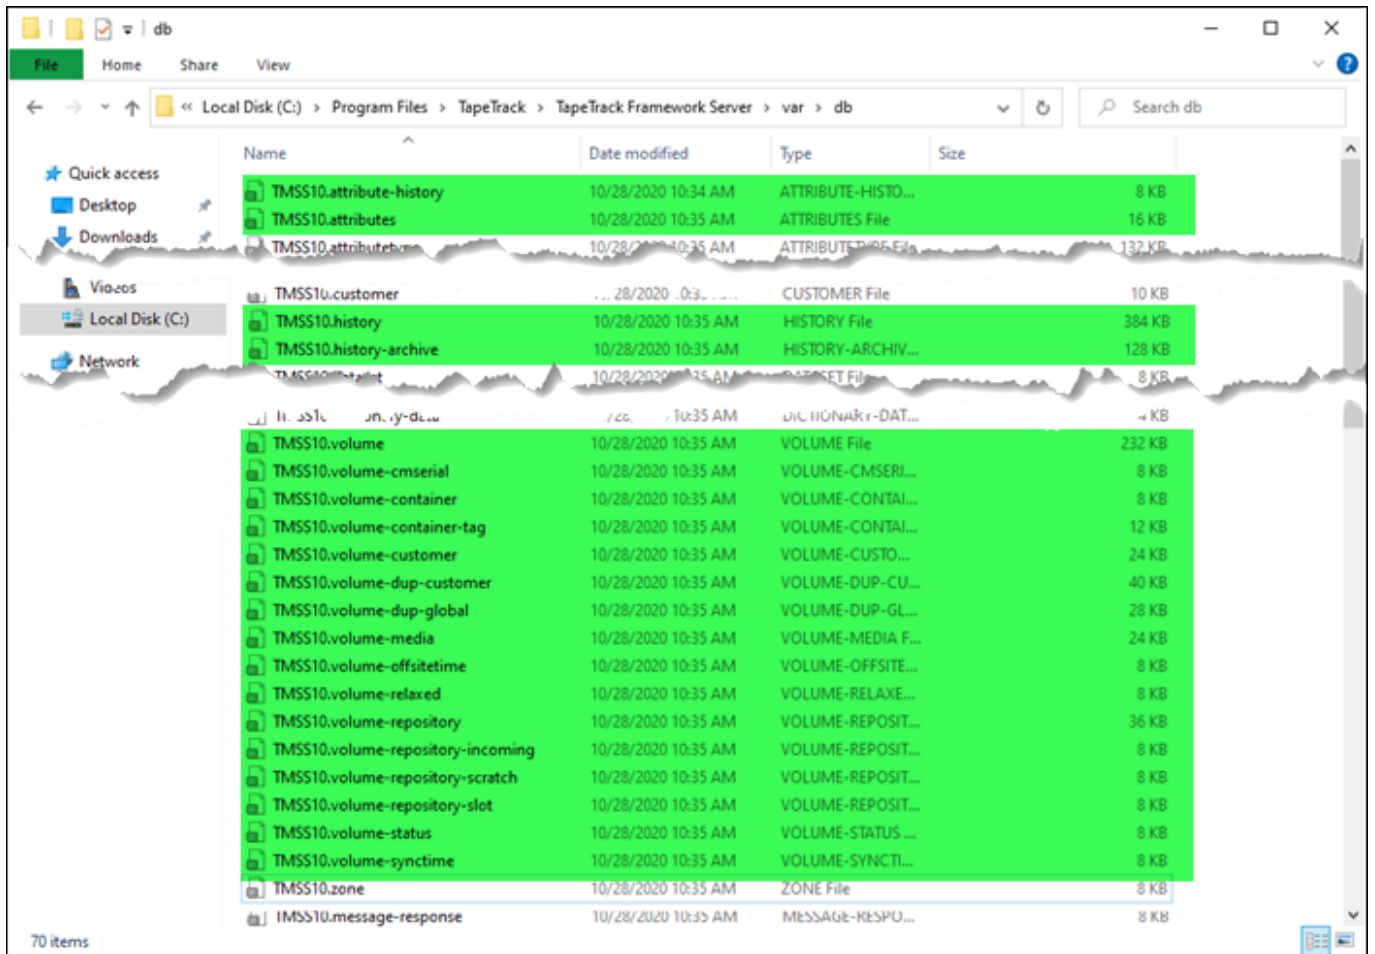 db
File Home Share View
« Local Disk (C:) › Program Files › TapeTrack › TapeTrack Framework Server › var › db Search db
Name Date modified Type Size
Quick access
Desktop
Downloads
Videos
Local Disk (C:)
Network
TMSS10.attribute-history 10/28/2020 10:34 AM ATTRIBUTE-HISTO... 8 KB
TMSS10.attributes 10/28/2020 10:35 AM ATTRIBUTES File 16 KB
10:35 AM 132 KB
TMSS10.customer CUSTOMER File 10 KB
TMSS10.history 10/28/2020 10:35 AM HISTORY File 384 KB
TMSS10.history-archive 10/28/2020 10:35 AM HISTORY-ARCHIV... 128 KB
8 KB
10:35 AM DICTIONARY-DAT... 4 KB
TMSS10.volume 10/28/2020 10:35 AM VOLUME File 232 KB
TMSS10.volume-cmserial 10/28/2020 10:35 AM VOLUME-CMSERI... 8 KB
TMSS10.volume-container 10/28/2020 10:35 AM VOLUME-CONTAI... 8 KB
TMSS10.volume-container-tag 10/28/2020 10:35 AM VOLUME-CONTAI... 12 KB
TMSS10.volume-customer 10/28/2020 10:35 AM VOLUME-CUSTO... 24 KB
TMSS10.volume-dup-customer 10/28/2020 10:35 AM VOLUME-DUP-CU... 40 KB
TMSS10.volume-dup-global 10/28/2020 10:35 AM VOLUME-DUP-GL... 28 KB
TMSS10.volume-media 10/28/2020 10:35 AM VOLUME-MEDIA F... 24 KB
TMSS10.volume-offsitetime 10/28/2020 10:35 AM VOLUME-OFFSITE... 8 KB
TMSS10.volume-relaxed 10/28/2020 10:35 AM VOLUME-RELAXE... 8 KB
TMSS10.volume-repository 10/28/2020 10:35 AM VOLUME-REPOSIT... 36 KB
TMSS10.volume-repository-incoming 10/28/2020 10:35 AM VOLUME-REPOSIT... 8 KB
TMSS10.volume-repository-scratch 10/28/2020 10:35 AM VOLUME-REPOSIT... 8 KB
TMSS10.volume-repository-slot 10/28/2020 10:35 AM VOLUME-REPOSIT... 8 KB
TMSS10.volume-status 10/28/2020 10:35 AM VOLUME-STATUS ... 8 KB
TMSS10.volume-synctime 10/28/2020 10:35 AM VOLUME-SYNCTI... 8 KB
TMSS10.zone 10/28/2020 10:35 AM ZONE File 8 KB
TMSS10.message-response 10/28/2020 10:35 AM MESSAGE-RESPO... 8 KB
70 items